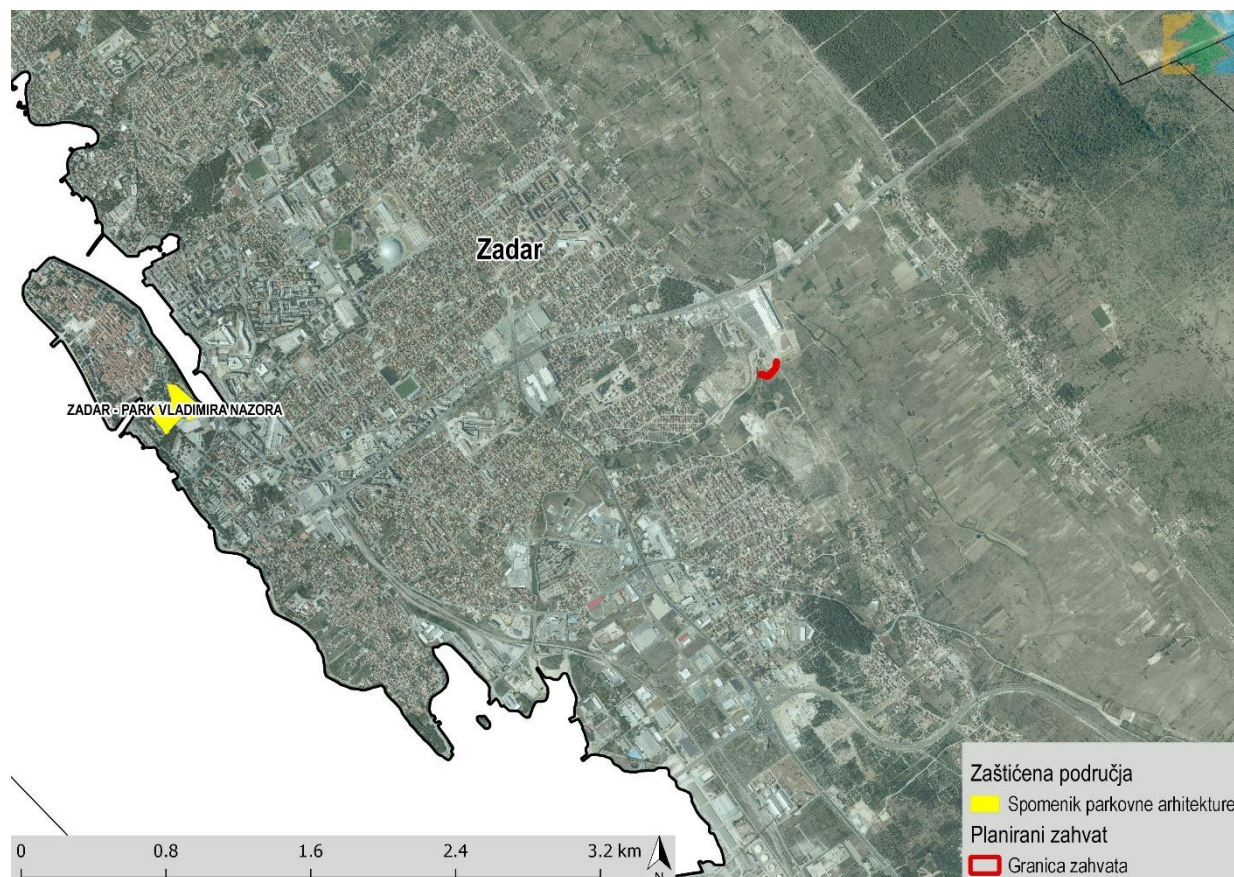 Zadar
ZADAR - PARK VLADIMIRA NAZORA
Zaštićena područja
Spomenik parkovne arhitekture
Planirani zahvat
Granica zahvata
0 0.8 1.6 2.4 3.2 km
N